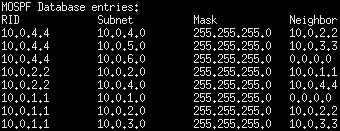 MOSPF Database entries:
RID Subnet Mask Neighbor
10.0.4.4 10.0.4.0 255.255.255.0 10.0.2.2
10.0.4.4 10.0.5.0 255.255.255.0 10.0.3.3
10.0.4.4 10.0.6.0 255.255.255.0 0.0.0.0
10.0.2.2 10.0.2.0 255.255.255.0 10.0.1.1
10.0.2.2 10.0.4.0 255.255.255.0 10.0.4.4
10.0.1.1 10.0.1.0 255.255.255.0 0.0.0.0
10.0.1.1 10.0.2.0 255.255.255.0 10.0.2.2
10.0.1.1 10.0.3.0 255.255.255.0 10.0.3.3